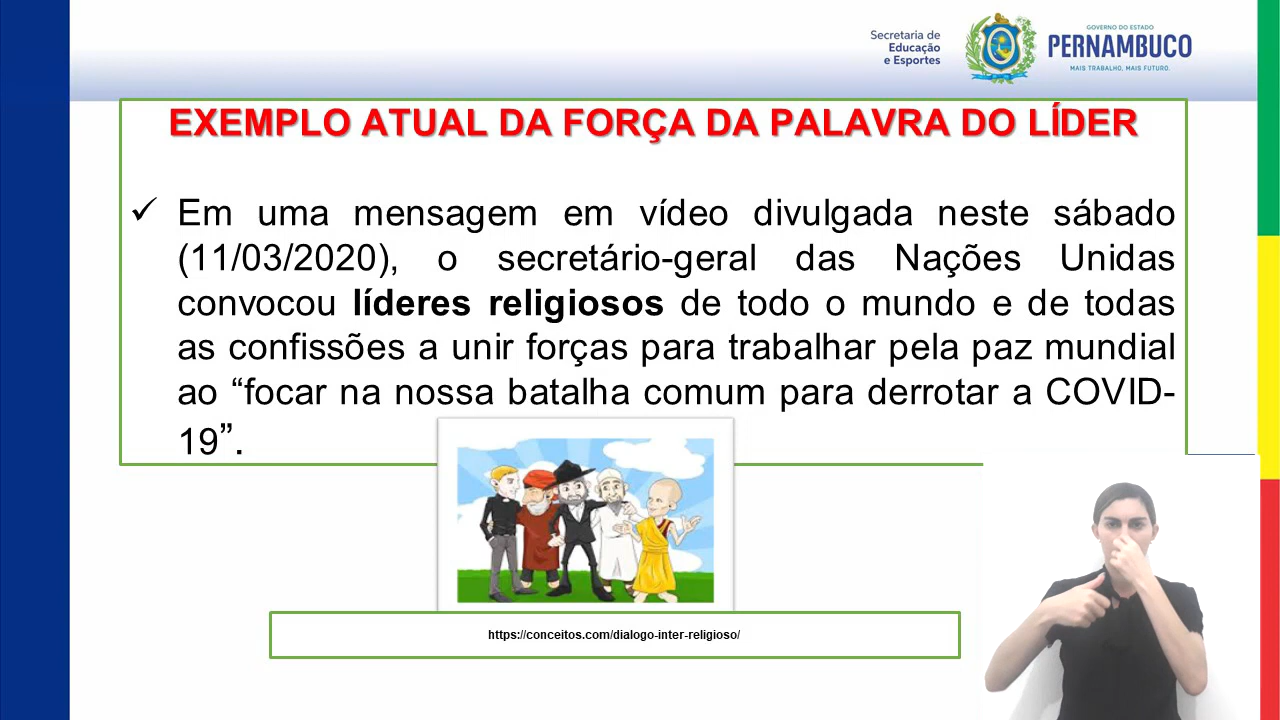 Secretaria de
Educação
e Esportes
GOVERNO DO ESTADO
PERNAMBUCO
MAIS TRABALHO, MAIS FUTURO.
EXEMPLO ATUAL DA FORÇA DA PALAVRA DO LÍDER
✓ Em uma mensagem em vídeo divulgada neste sábado
(11/03/2020), o secretário-geral das Nações Unidas
convocou líderes religiosos de todo o mundo e de todas
as confissões a unir forças para trabalhar pela paz mundial
ao “focar na nossa batalha comum para derrotar a COVID-
19”.
https://conceitos.com/dialogo-inter-religioso/